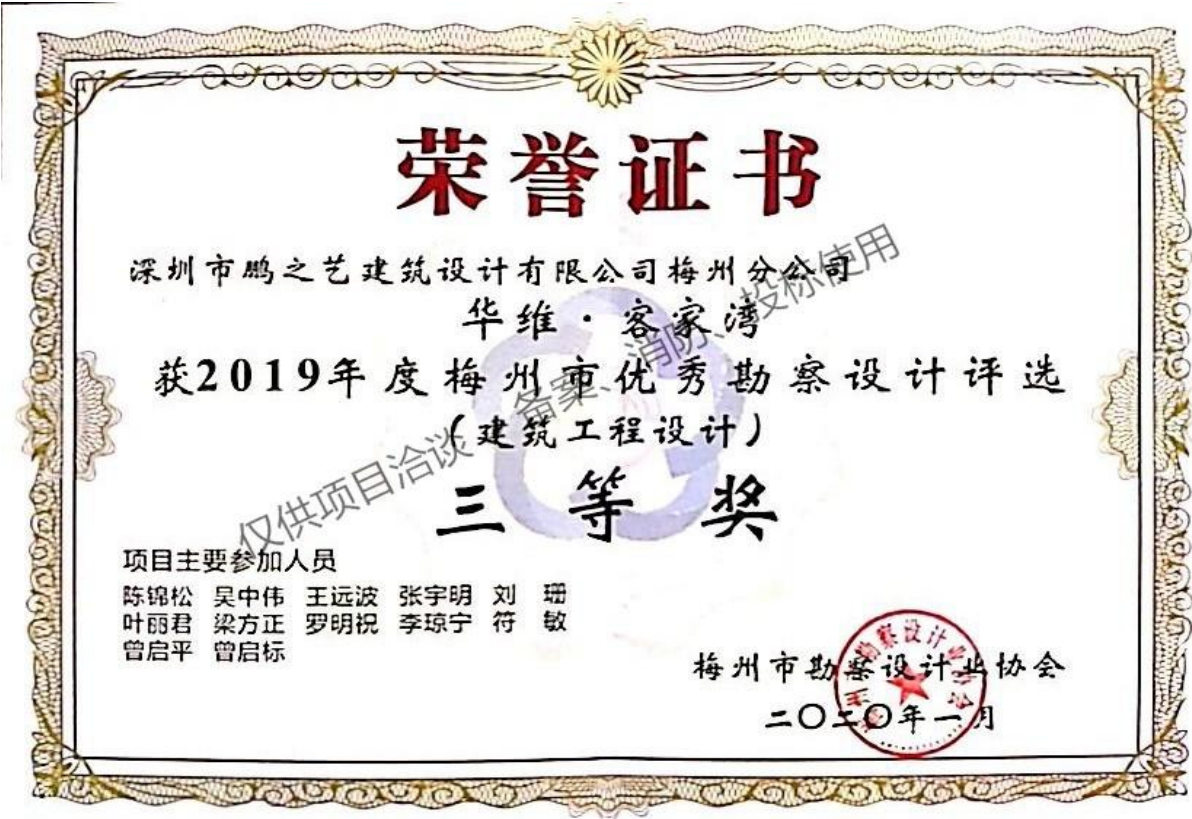 荣誉证书
深圳市鹏之艺建筑设计有限公司梅州分公司
华维·客家湾
获2019年度梅州市优秀勘察设计评选
(建筑工程设计)
三等奖
项目主要参加人员
陈锦松 吴中伟 王远波 张宇明 刘 珊
叶丽君 梁方正 罗明祝 李琼宁 符 敏
曾启平 曾启标
梅州市勘察设计业协会
二〇二〇年一月
仅供项目洽谈、备案、消防、投标使用